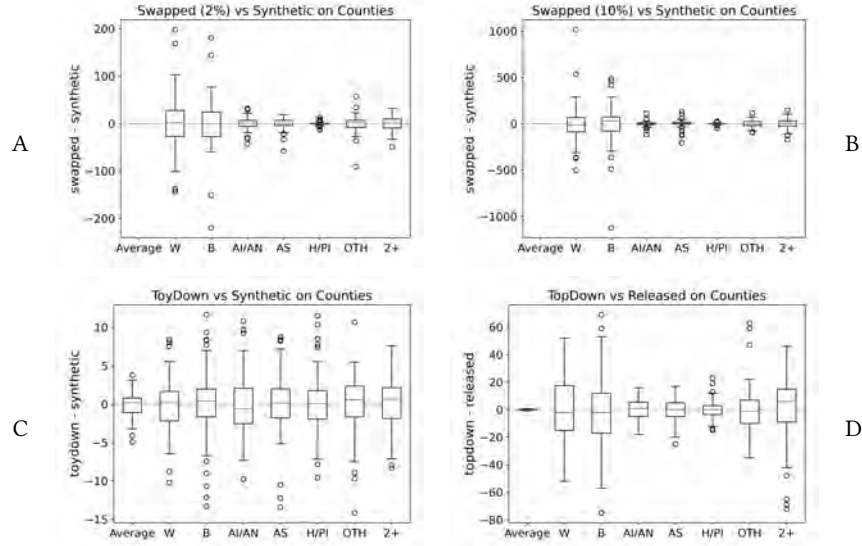 Swapped (2%) vs Synthetic on Counties
200
100
0
−100
−200
swapped - synthetic
Average W B AI/AN AS H/PI OTH 2+
A
Swapped (10%) vs Synthetic on Counties
1000
500
0
−500
−1000
swapped - synthetic
Average W B AI/AN AS H/PI OTH 2+
B
ToyDown vs Synthetic on Counties
10
5
0
−5
−10
−15
toydown - synthetic
Average W B AI/AN AS H/PI OTH 2+
C
TopDown vs Released on Counties
60
40
20
0
−20
−40
−60
−80
topdown - released
Average W B AI/AN AS H/PI OTH 2+
D